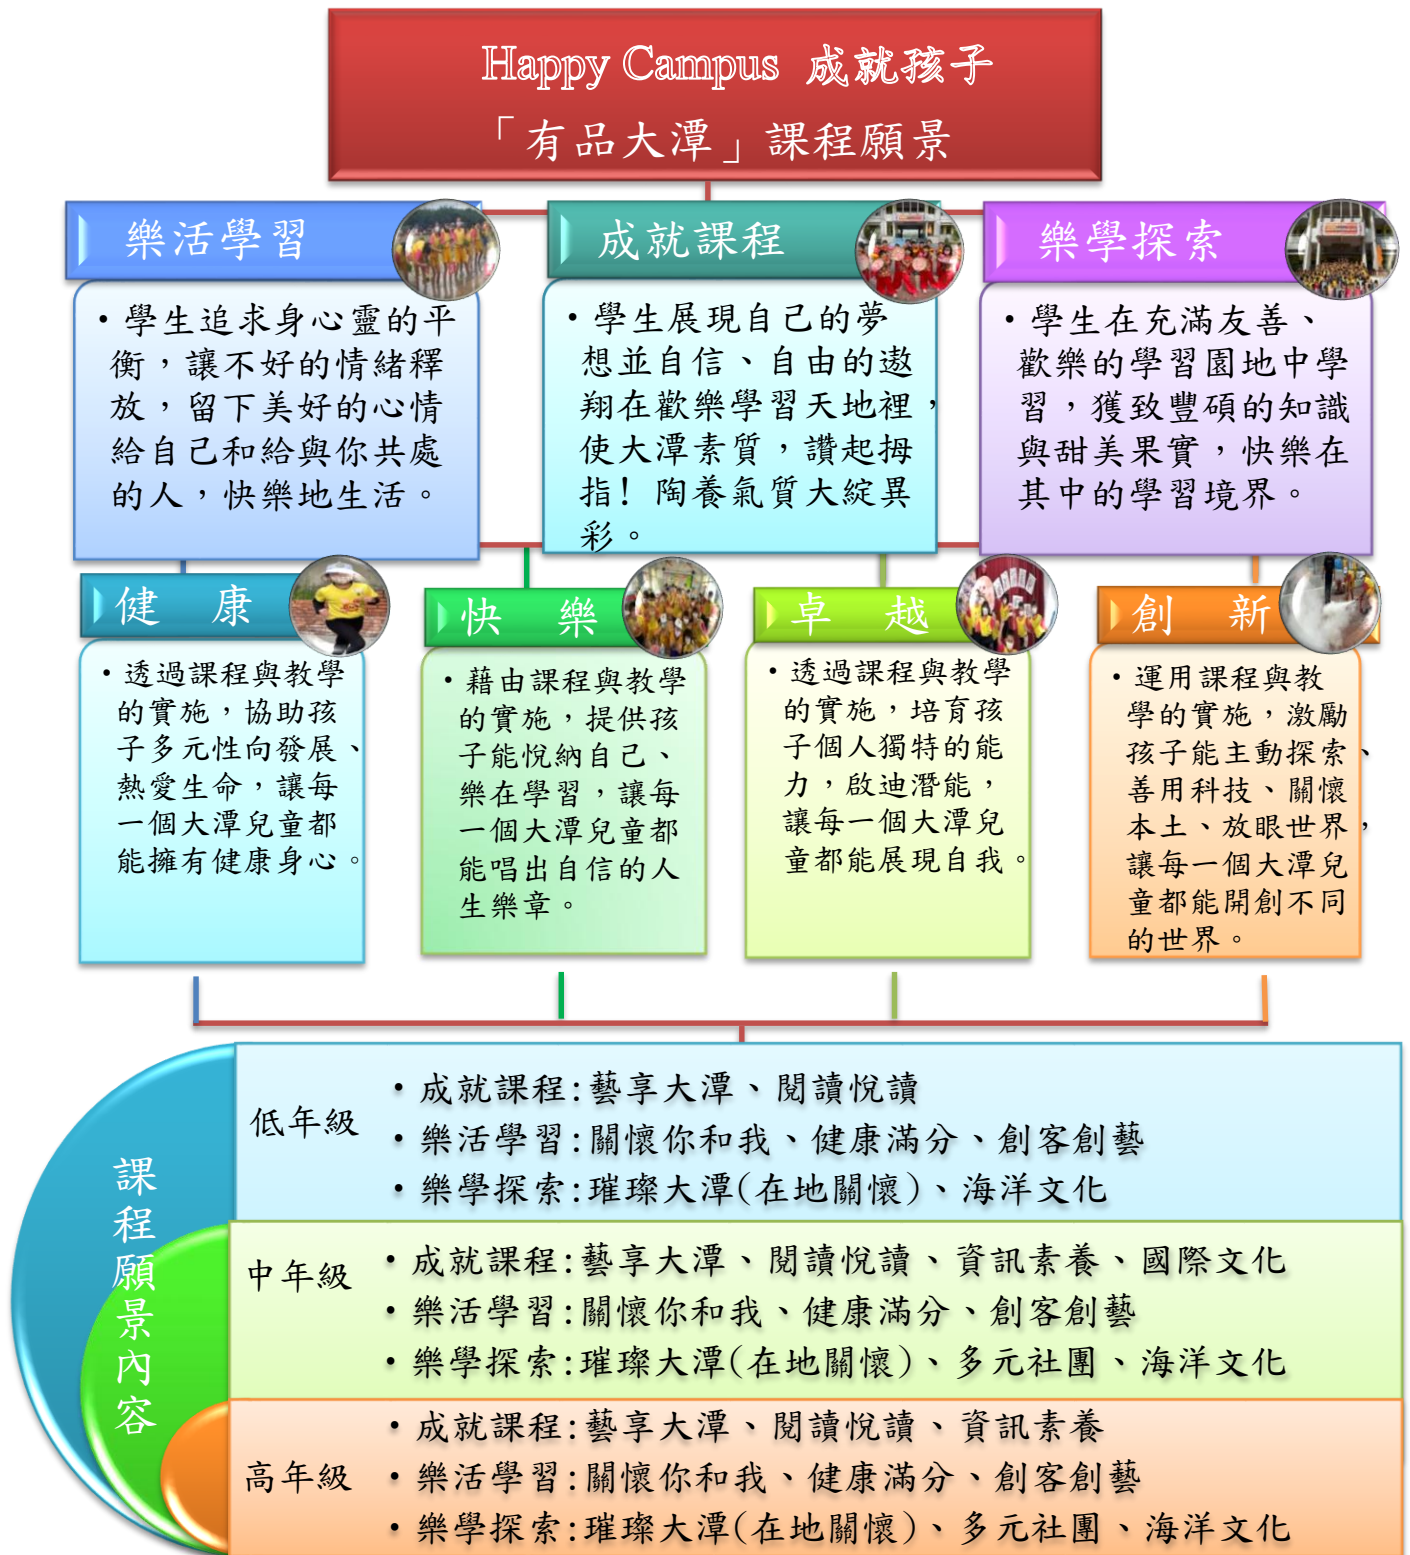 Happy Campus 成就孩子
「有品大潭」課程願景
樂活學習
•學生追求身心靈的平
衡，讓不好的情緒釋
放，留下美好的心情
給自己和給與你共處
的人，快樂地生活。
成就課程
•學生展現自己的夢
想並自信、自由的遨
翔在歡樂學習天地裡，
使大潭素質，讚起拇
指！陶養氣質大綻異
彩。
樂學探索
•學生在充滿友善、
歡樂的學習園地中學
習，獲致豐碩的知識
與甜美果實，快樂在
其中的學習境界。
健　康
•透過課程與教學
的實施，協助孩
子多元性向發展、
熱愛生命，讓每
一個大潭兒童都
能擁有健康身心。
快　樂
•藉由課程與教學
的實施，提供孩
子能悅納自己、
樂在學習，讓每
一個大潭兒童都
能唱出自信的人
生樂章。
卓　越
•透過課程與教學
的實施，培育孩
子個人獨特的能
力，啟迪潛能，
讓每一個大潭兒
童都能展現自我。
創　新
•運用課程與教
學的實施，激勵
孩子能主動探索、
善用科技、關懷
本土、放眼世界，
讓每一個大潭兒
童都能開創不同
的世界。
課程願景內容
低年級
•成就課程:藝享大潭、閱讀悅讀
•樂活學習:關懷你和我、健康滿分、創客創藝
•樂學探索:璀璨大潭(在地關懷)、海洋文化
中年級
•成就課程:藝享大潭、閱讀悅讀、資訊素養、國際文化
•樂活學習:關懷你和我、健康滿分、創客創藝
•樂學探索:璀璨大潭(在地關懷)、多元社團、海洋文化
高年級
•成就課程:藝享大潭、閱讀悅讀、資訊素養
•樂活學習:關懷你和我、健康滿分、創客創藝
•樂學探索:璀璨大潭(在地關懷)、多元社團、海洋文化